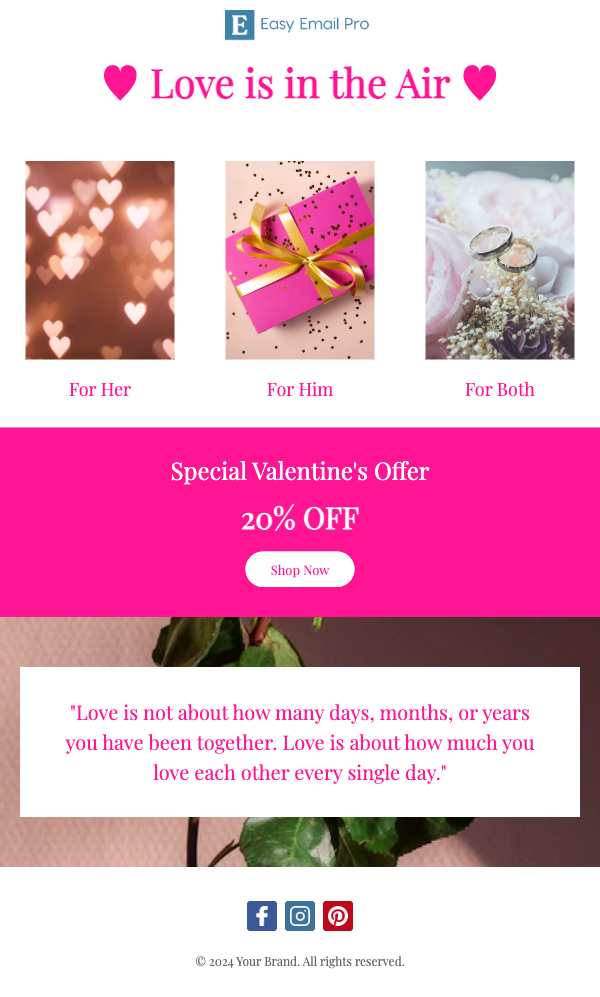 E Easy Email Pro
♥ Love is in the Air ♥
For Her
For Him
For Both
Special Valentine's Offer
20% OFF
Shop Now
"Love is not about how many days, months, or years
you have been together. Love is about how much you
love each other every single day."
© 2024 Your Brand. All rights reserved.